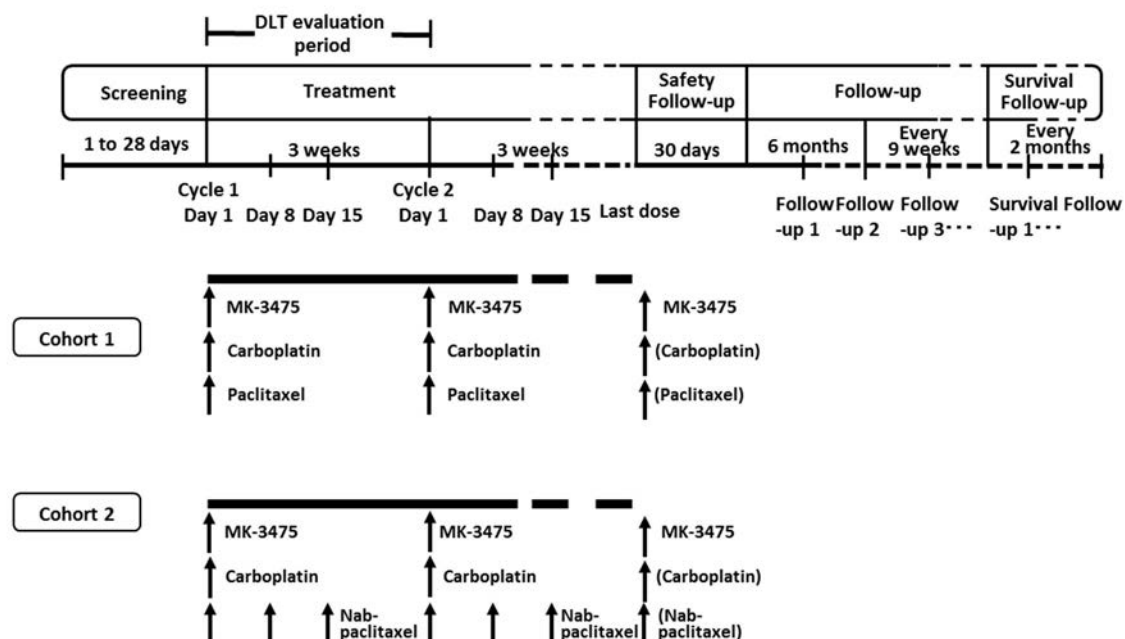 DLT evaluation
period
Screening
Treatment
Safety
Follow-up
Follow-up
Survival
Follow-up
1 to 28 days
3 weeks
3 weeks
30 days
6 months
Every
9 weeks
Every
2 months
Cycle 1
Day 1
Day 8
Day 15
Cycle 2
Day 1
Day 8
Day 15
Last dose
Follow
-up 1
Follow
-up 2
Follow
-up 3····
Survival Follow
-up 1····
Cohort 1
MK-3475
MK-3475
MK-3475
Carboplatin
Carboplatin
(Carboplatin)
Paclitaxel
Paclitaxel
(Paclitaxel)
Cohort 2
MK-3475
MK-3475
MK-3475
Carboplatin
Carboplatin
(Carboplatin)
Nab-
paclitaxel
Nab-
paclitaxel
(Nab-
paclitaxel)